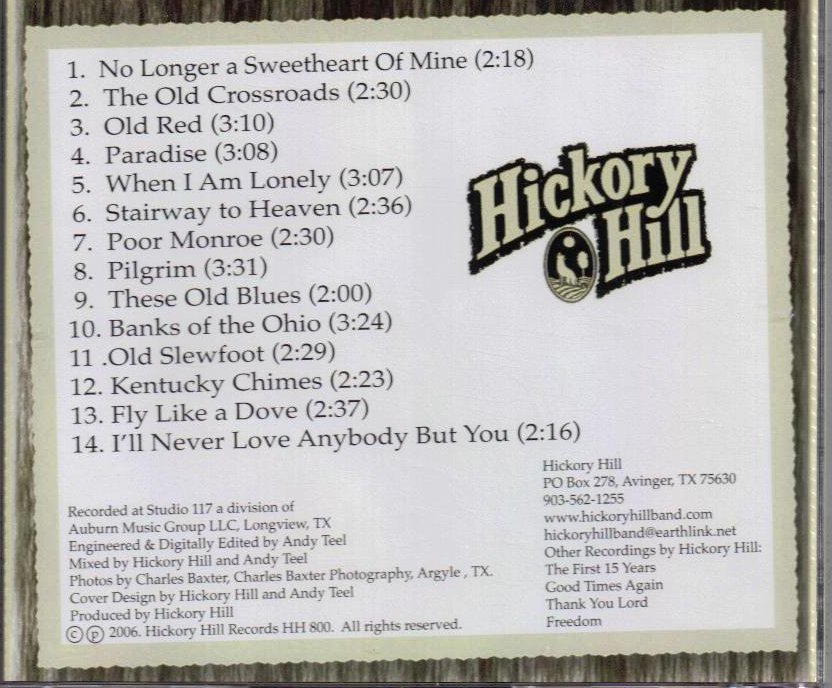 1. No Longer a Sweetheart Of Mine (2:18)
2. The Old Crossroads (2:30)
3. Old Red (3:10)
4. Paradise (3:08)
5. When I Am Lonely (3:07)
6. Stairway to Heaven (2:36)
7. Poor Monroe (2:30)
8. Pilgrim (3:31)
9. These Old Blues (2:00)
10. Banks of the Ohio (3:24)
11 .Old Slewfoot (2:29)
12. Kentucky Chimes (2:23)
13. Fly Like a Dove (2:37)
14. I'll Never Love Anybody But You (2:16)
Hickory
Hill
Recorded at Studio 117 a division of
Auburn Music Group LLC, Longview, TX
Engineered & Digitally Edited by Andy Teel
Mixed by Hickory Hill and Andy Teel
Photos by Charles Baxter, Charles Baxter Photography, Argyle , TX.
Cover Design by Hickory Hill and Andy Teel
Produced by Hickory Hill
© ℗ 2006. Hickory Hill Records HH 800. All rights reserved.
Hickory Hill
PO Box 278, Avinger, TX 75630
903-562-1255
www.hickoryhillband.com
hickoryhillband@earthlink.net
Other Recordings by Hickory Hill:
The First 15 Years
Good Times Again
Thank You Lord
Freedom